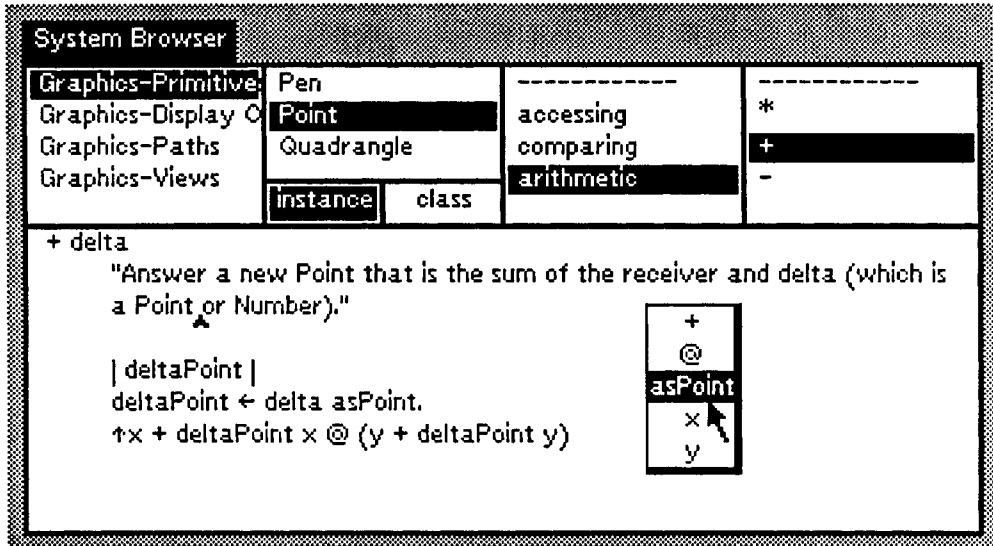 System Browser
Graphics-Primitive
Graphics-Display O
Graphics-Paths
Graphics-Views
Pen
Point
Quadrangle
instance class
------------
accessing
comparing
arithmetic
------------
*
+
-
+ delta
"Answer a new Point that is the sum of the receiver and delta (which is
a Point or Number)."
| deltaPoint |
deltaPoint ← delta asPoint.
↑x + deltaPoint x @ (y + deltaPoint y)
+
@
asPoint
x
y